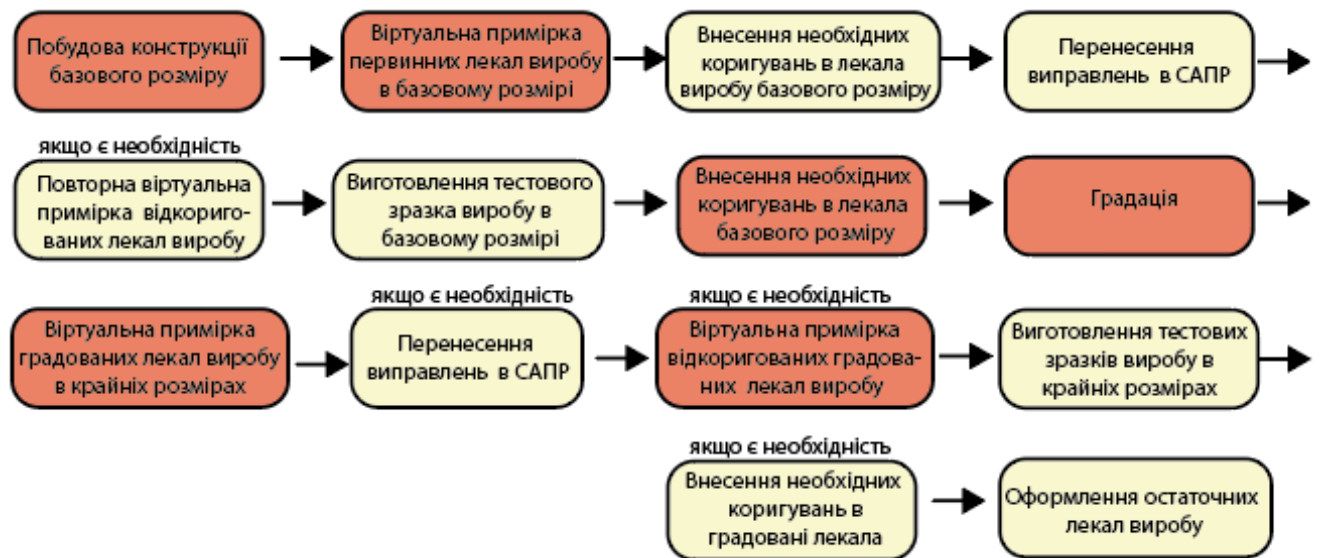 Побудова конструкції
базового розміру
Віртуальна примірка
первинних лекал виробу
в базовому розмірі
Внесення необхідних
коригувань в лекала
виробу базового розміру
Перенесення
виправлень в САПР
якщо є необхідність
Повторна віртуальна
примірка відкориго-
ваних лекал виробу
Виготовлення тестового
зразка виробу в
базовому розмірі
Внесення необхідних
коригувань в лекала
базового розміру
Градація
Віртуальна примірка
градованих лекал виробу
в крайніх розмірах
якщо є необхідність
Перенесення
виправлень в САПР
якщо є необхідність
Віртуальна примірка
відкоригованих градова-
них лекал виробу
Виготовлення тестових
зразків виробу в
крайніх розмірах
якщо є необхідність
Внесення необхідних
коригувань в
градовані лекала
Оформлення остаточних
лекал виробу